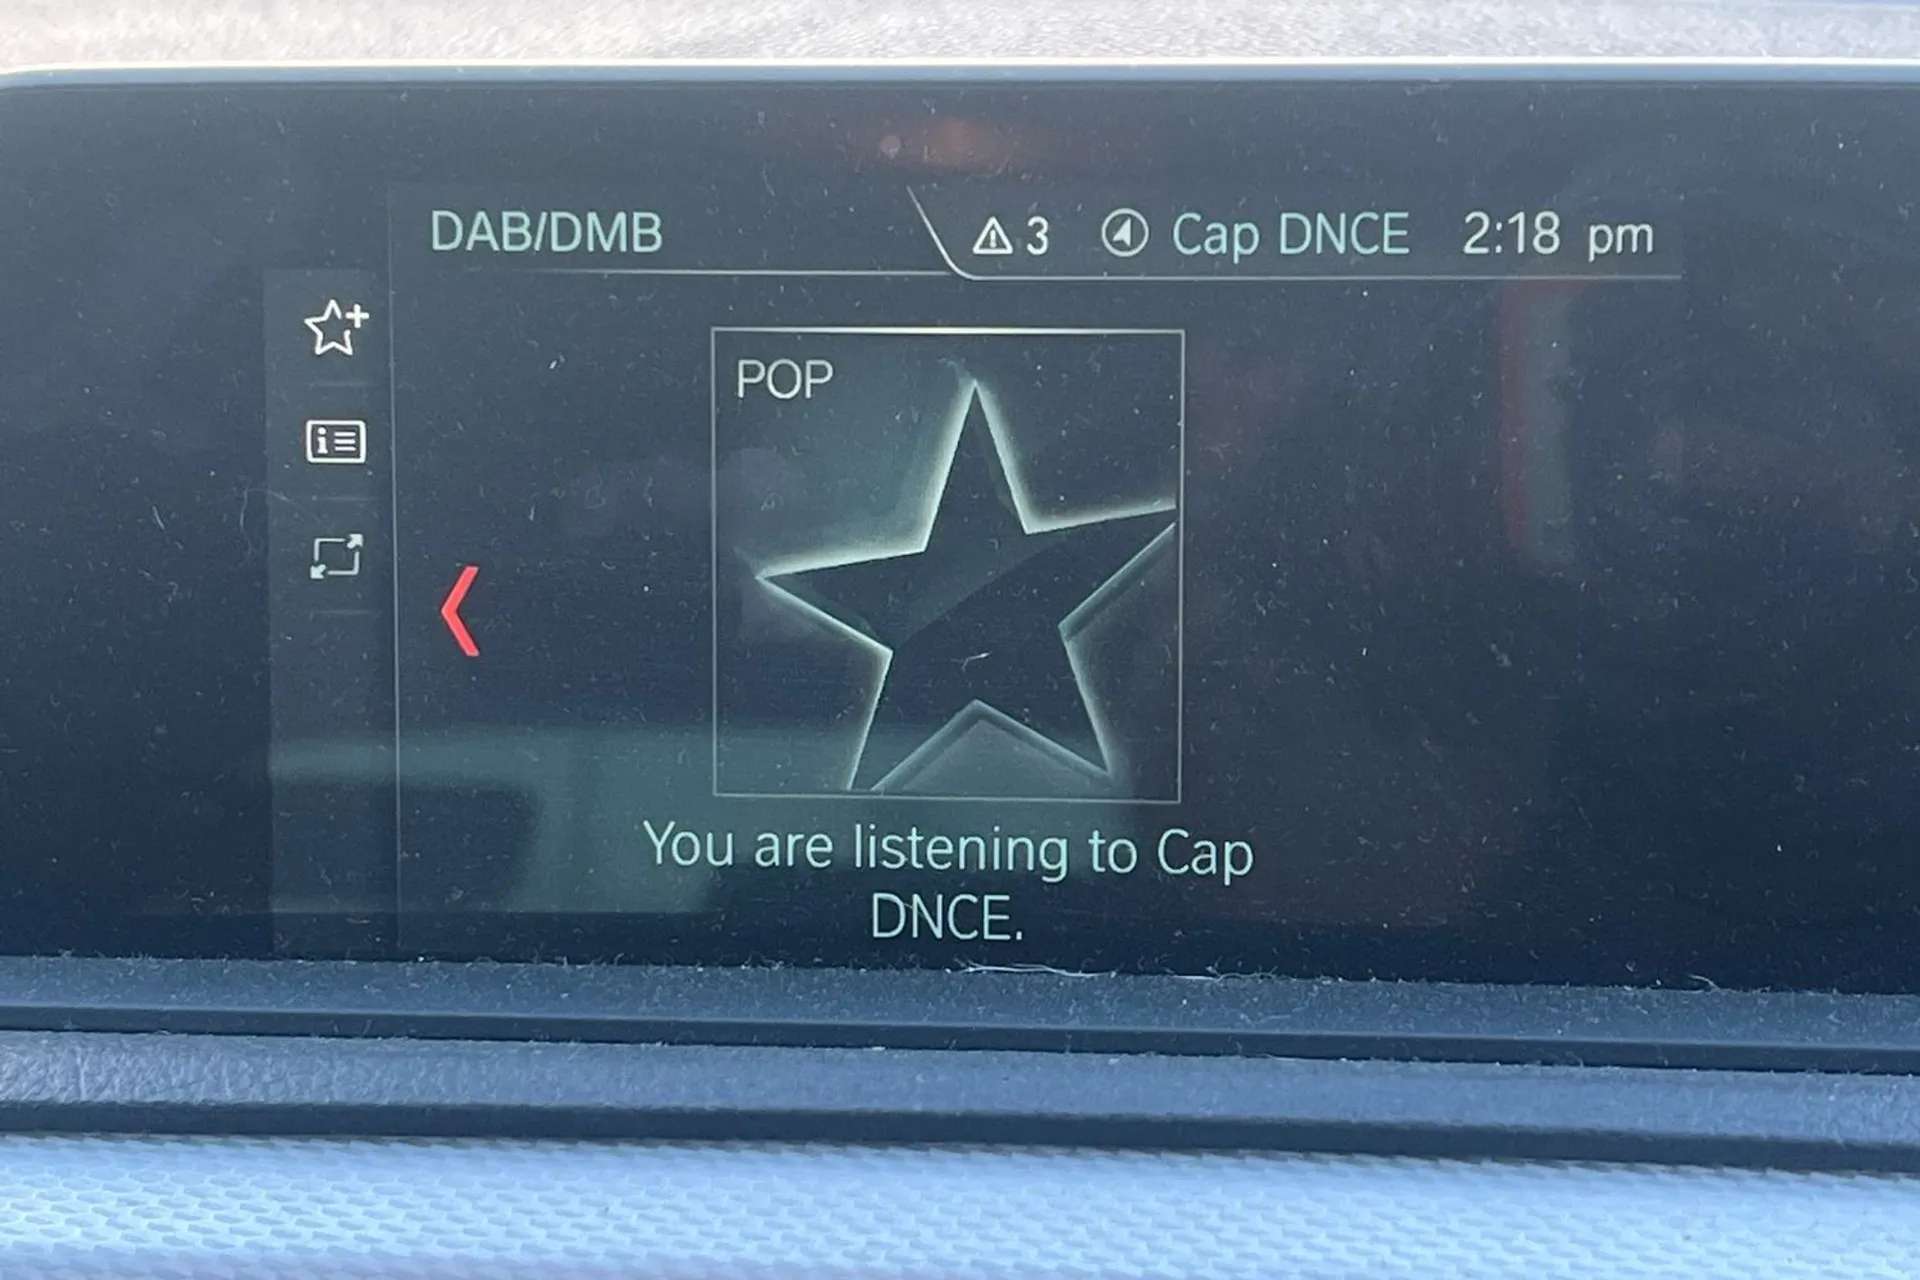 DAB/DMB
3 Cap DNCE 2:18 pm
POP
You are listening to Cap
DNCE.